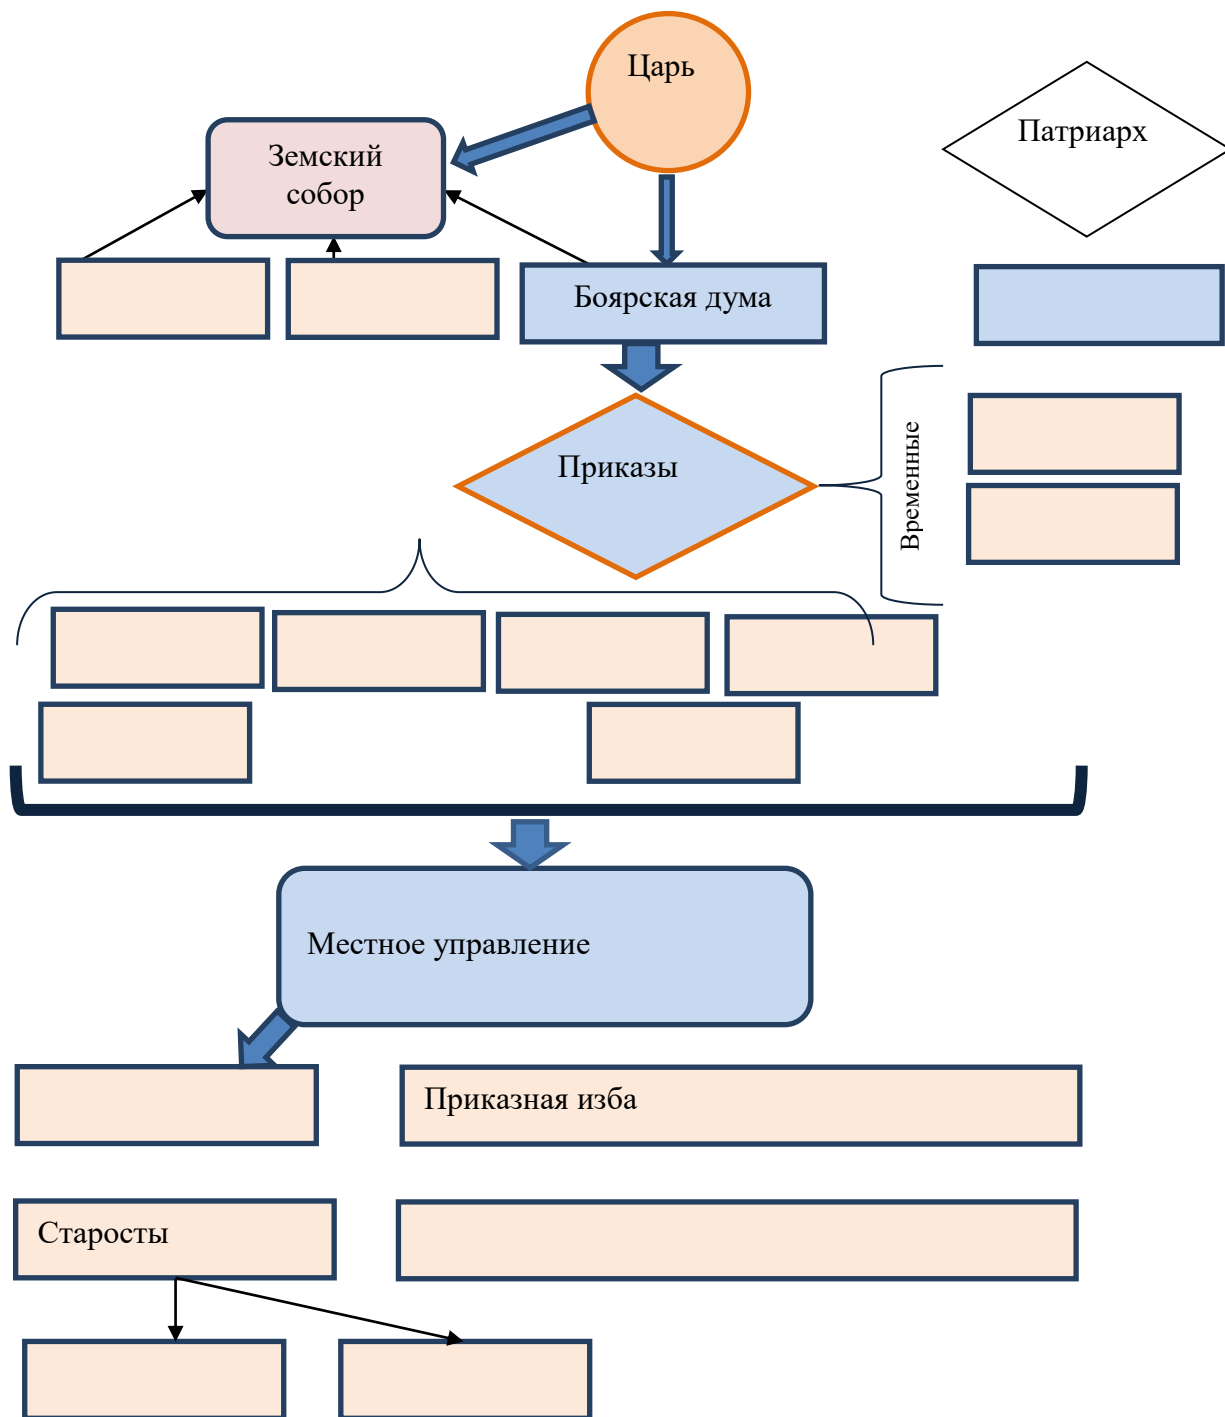 Царь
Патриарх
Земский
собор
Боярская дума
Приказы
Временные
Местное управление
Приказная изба
Старосты